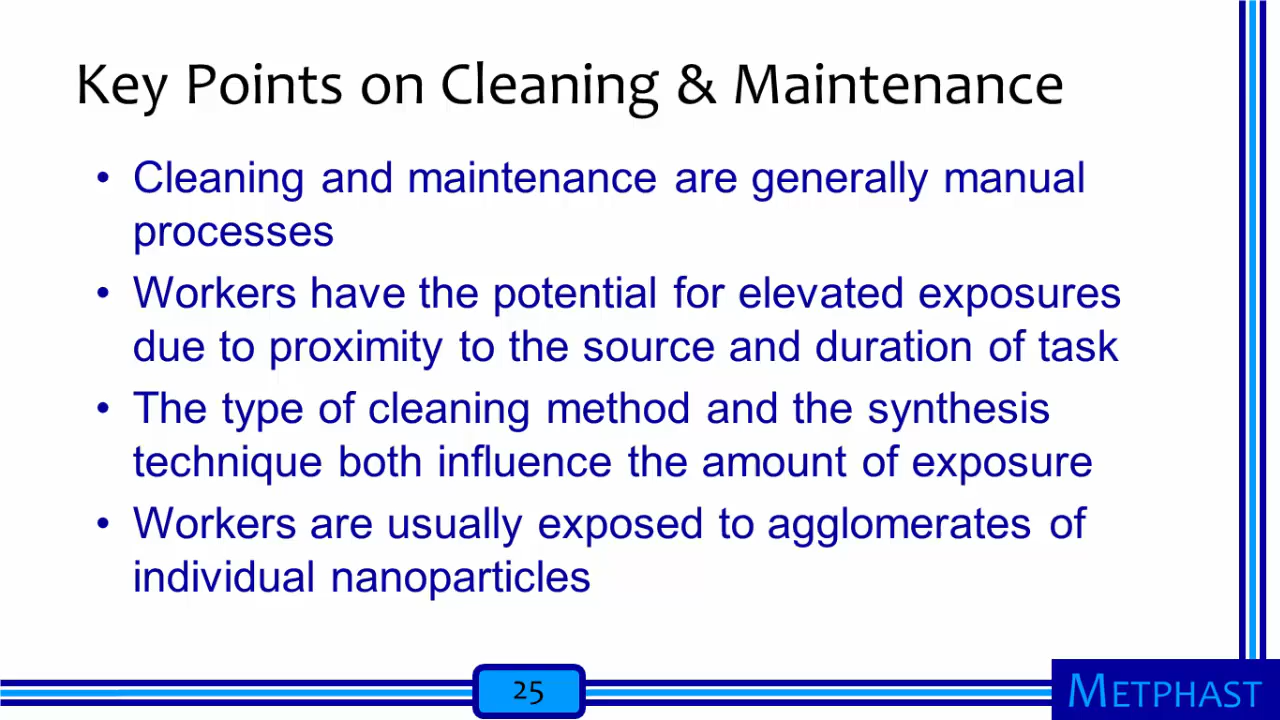 Key Points on Cleaning & Maintenance
• Cleaning and maintenance are generally manual
processes
• Workers have the potential for elevated exposures
due to proximity to the source and duration of task
• The type of cleaning method and the synthesis
technique both influence the amount of exposure
• Workers are usually exposed to agglomerates of
individual nanoparticles
25
METPHAST